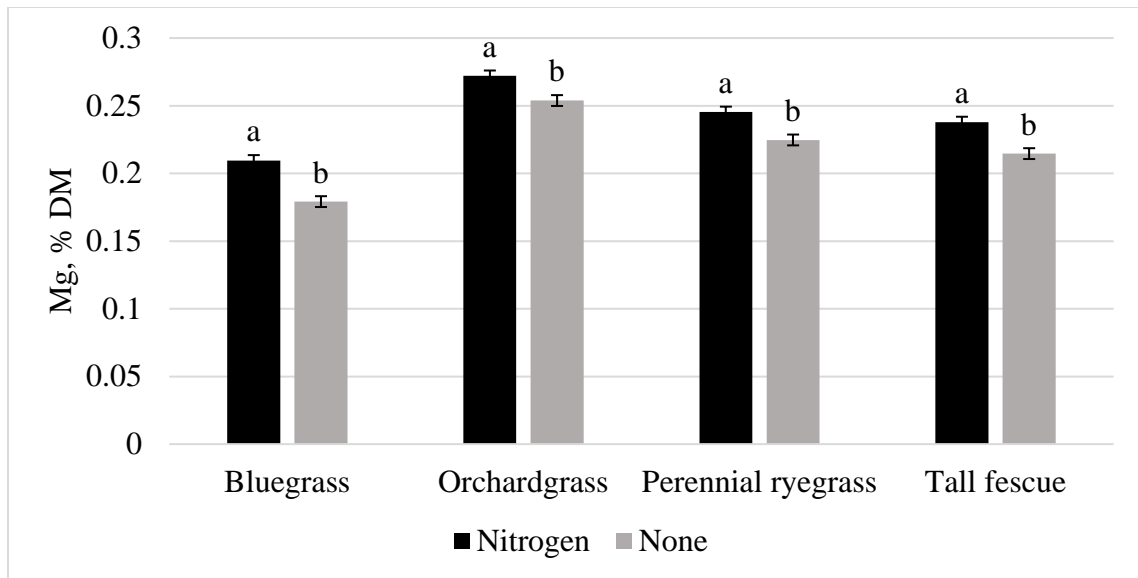 Mg, % DM
0.3
0.25
0.2
0.15
0.1
0.05
0
a
b
a
b
a
b
a
b
Bluegrass
Orchardgrass
Perennial ryegrass
Tall fescue
Nitrogen
None